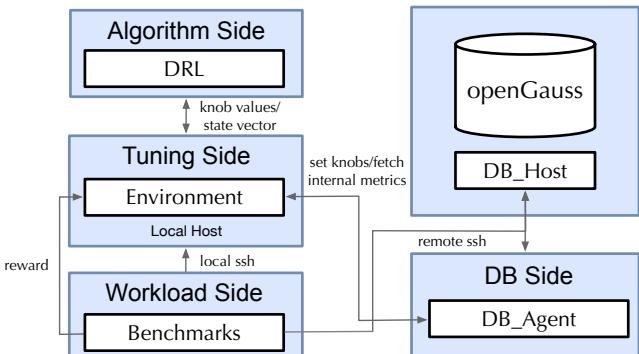 Algorithm Side
DRL
knob values/
state vector
Tuning Side
Environment
Local Host
reward
local ssh
Workload Side
Benchmarks
set knobs/fetch
internal metrics
openGauss
DB_Host
remote ssh
DB Side
DB_Agent